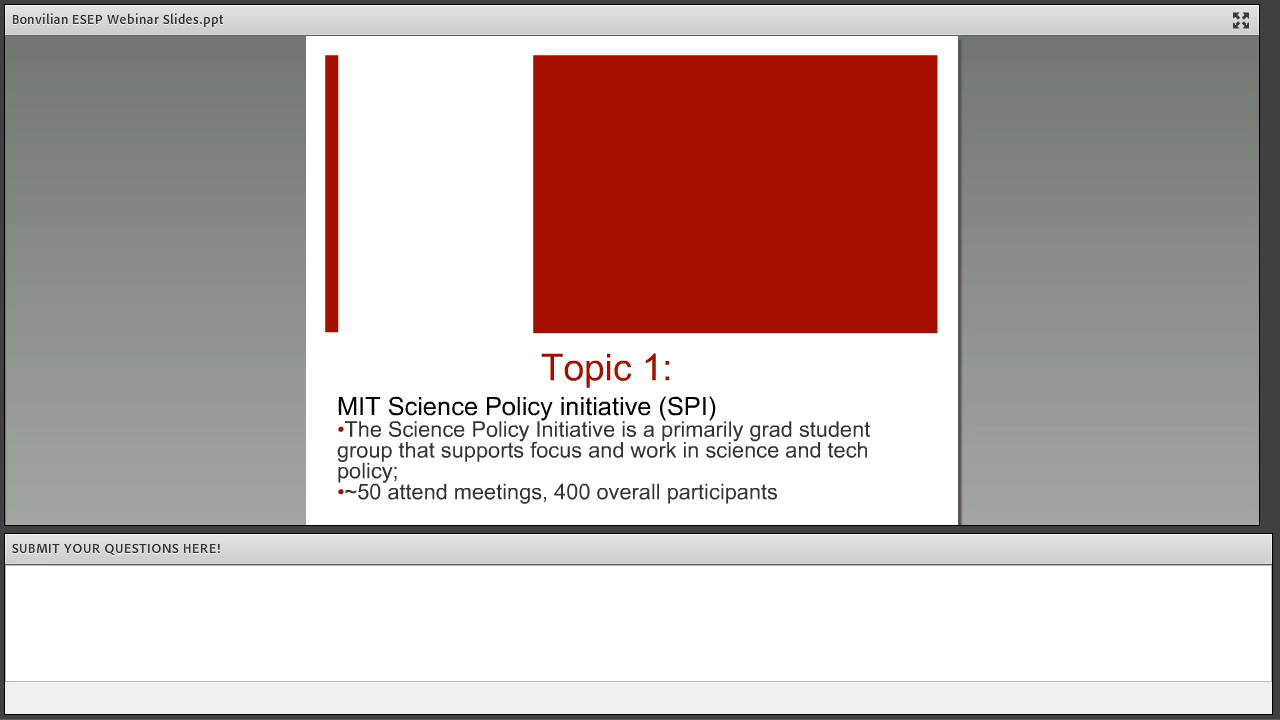 Bonvilian ESEP Webinar Slides.ppt
Topic 1:
MIT Science Policy initiative (SPI)
•The Science Policy Initiative is a primarily grad student
group that supports focus and work in science and tech
policy;
•~50 attend meetings, 400 overall participants
SUBMIT YOUR QUESTIONS HERE!